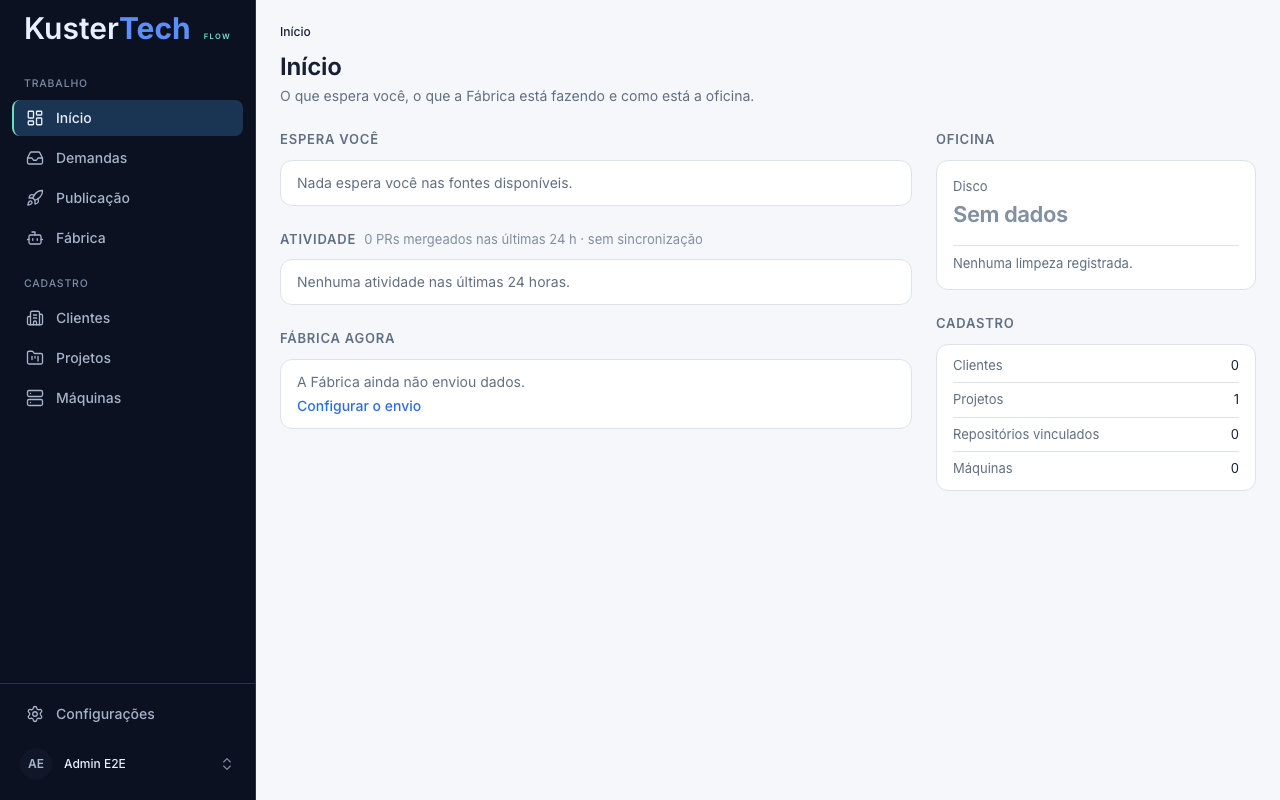 KusterTech FLOW
TRABALHO
Início
Demandas
Publicação
Fábrica
CADASTRO
Clientes
Projetos
Máquinas
Configurações
AE Admin E2E
Início
Início
O que espera você, o que a Fábrica está fazendo e como está a oficina.
ESPERA VOCÊ
Nada espera você nas fontes disponíveis.
ATIVIDADE 0 PRs mergeados nas últimas 24 h · sem sincronização
Nenhuma atividade nas últimas 24 horas.
FÁBRICA AGORA
A Fábrica ainda não enviou dados.
Configurar o envio
OFICINA
Disco
Sem dados
Nenhuma limpeza registrada.
CADASTRO
Clientes 0
Projetos 1
Repositórios vinculados 0
Máquinas 0